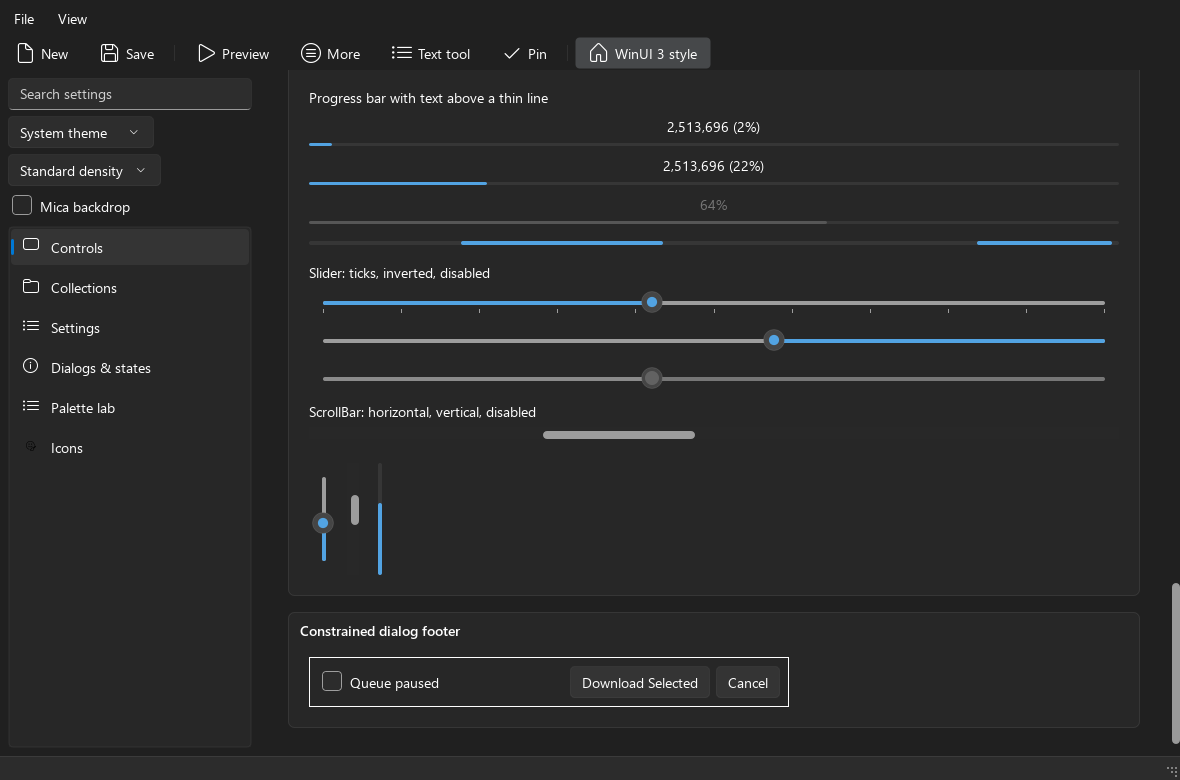 File View
New Save Preview More Text tool Pin WinUI 3 style
Search settings
System theme
Standard density
Mica backdrop
Controls
Collections
Settings
Dialogs & states
Palette lab
Icons
Progress bar with text above a thin line
2,513,696 (2%)
2,513,696 (22%)
64%
Slider: ticks, inverted, disabled
ScrollBar: horizontal, vertical, disabled
Constrained dialog footer
Queue paused Download Selected Cancel